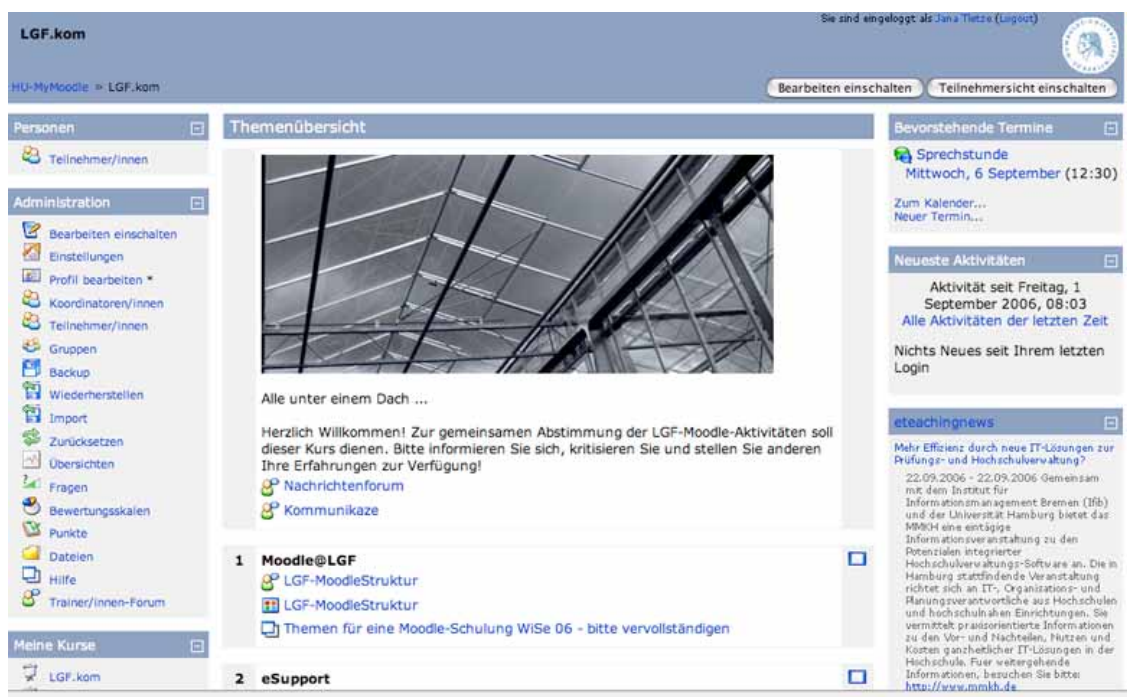 Sie sind eingeloggt als Jana Tietze (Logout)
LGF.kom
HU-MyMoodle » LGF.kom
Bearbeiten einschalten
Teilnehmersicht einschalten
Personen
Teilnehmer/innen
Administration
Bearbeiten einschalten
Einstellungen
Profil bearbeiten *
Koordinatoren/innen
Teilnehmer/innen
Gruppen
Backup
Wiederherstellen
Import
Zurücksetzen
Übersichten
Fragen
Bewertungsskalen
Punkte
Dateien
Hilfe
Trainer/innen-Forum
Meine Kurse
LGF.kom
Themenübersicht
Alle unter einem Dach ...
Herzlich Willkommen! Zur gemeinsamen Abstimmung der LGF-Moodle-Aktivitäten soll
dieser Kurs dienen. Bitte informieren Sie sich, kritisieren Sie und stellen Sie anderen
Ihre Erfahrungen zur Verfügung!
Nachrichtenforum
Kommunikaze
1 Moodle@LGF
LGF-MoodleStruktur
LGF-MoodleStruktur
Themen für eine Moodle-Schulung WiSe 06 - bitte vervollständigen
2 eSupport
Bevorstehende Termine
Sprechstunde
Mittwoch, 6 September (12:30)
Zum Kalender...
Neuer Termin...
Neueste Aktivitäten
Aktivität seit Freitag, 1
September 2006, 08:03
Alle Aktivitäten der letzten Zeit
Nichts Neues seit Ihrem letzten
Login
eteachingnews
Mehr Effizienz durch neue IT-Lösungen zur
Prüfungs- und Hochschulverwaltung?
22.09.2006 - 22.09.2006 Gemeinsam
mit dem Institut für
Informationsmanagement Bremen (Ifib)
und der Universität Hamburg bietet das
MMKH eine eintägige
Informationsveranstaltung zu den
Potenzialen integrierter
Hochschulverwaltungs-Software an. Die in
Hamburg stattfindende Veranstaltung
richtet sich an IT-, Organisations- und
Planungsverantwortliche aus Hochschulen
und hochschulnahen Einrichtungen. Sie
vermittelt praxisorientierte Informationen
zu den Vor- und Nachteilen, Nutzen und
Kosten ganzheitlicher IT-Lösungen in der
Hochschule. Fuer weitergehende
Informationen, besuchen Sie bitte:
http://www.mmkh.de